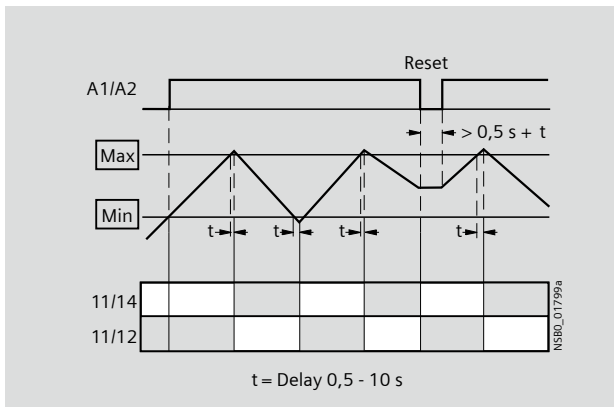 Reset
A1/A2
> 0,5 s + t
Max
Min
t t t t
11/14
11/12
NSB0_01799a
t = Delay 0,5 - 10 s